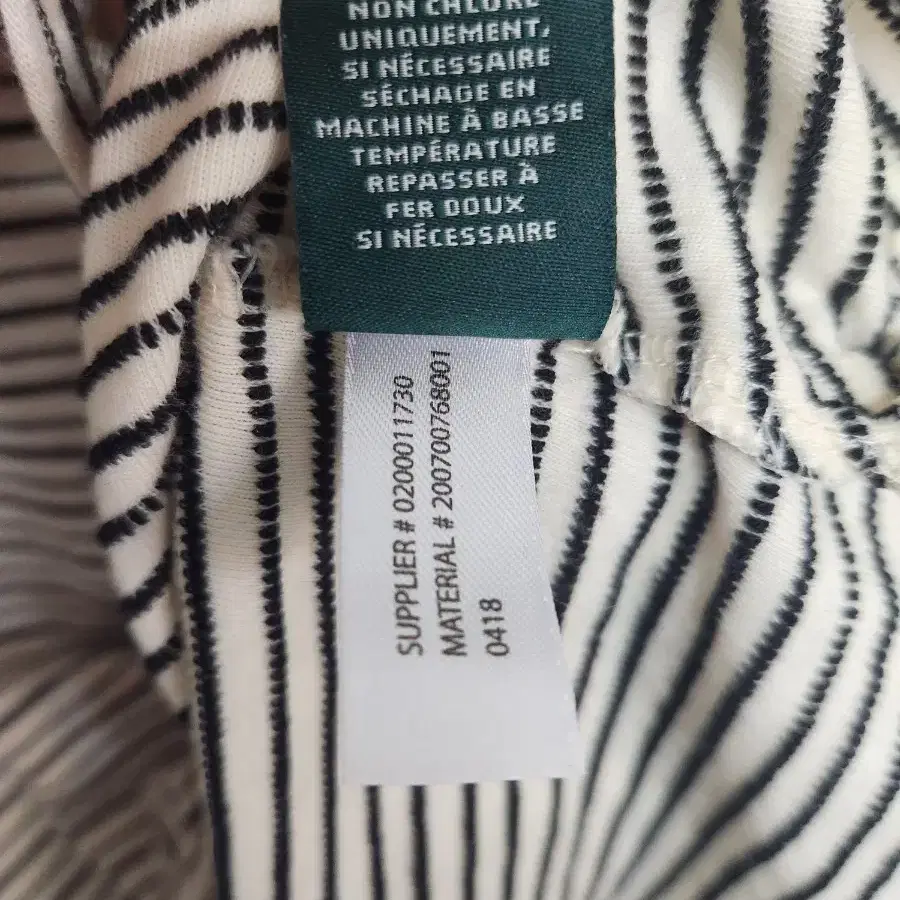 NON CHLORÉ
UNIQUEMENT,
SI NÉCESSAIRE
SÉCHAGE EN
MACHINE À BASSE
TEMPÉRATURE
REPASSER À
FER DOUX
SI NÉCESSAIRE
SUPPLIER # 0200011730
MATERIAL # 200700768001
0418